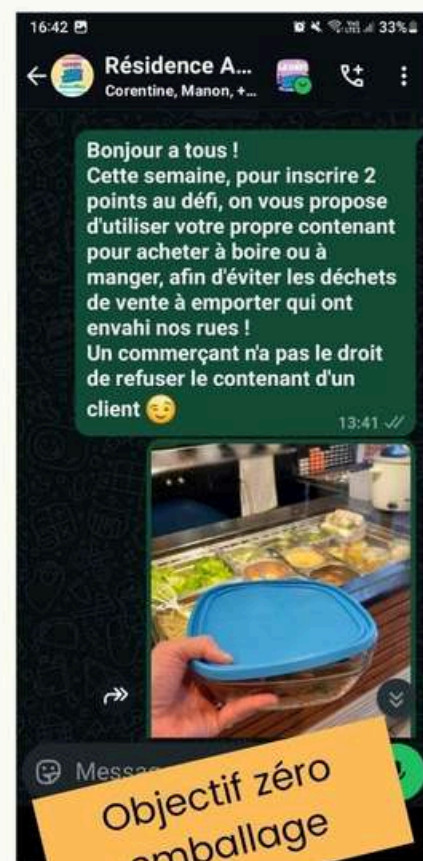 16:42
33%
Résidence A...
Corentine, Manon, +...
Bonjour a tous !
Cette semaine, pour inscrire 2
points au défi, on vous propose
d'utiliser votre propre contenant
pour acheter à boire ou à
manger, afin d'éviter les déchets
de vente à emporter qui ont
envahi nos rues !
Un commerçant n'a pas le droit
de refuser le contenant d'un
client 😉
13:41
Messa
Objectif zéro
emballage